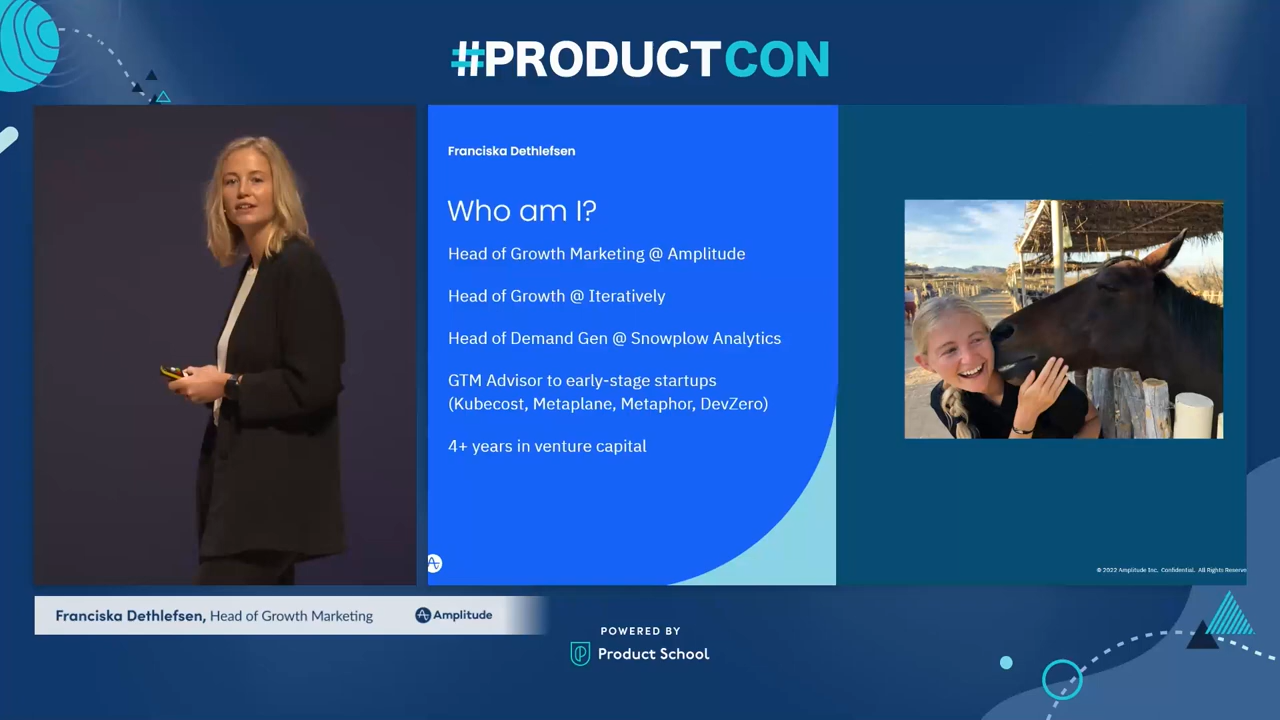 #PRODUCTCON
Franciska Dethlefsen
Who am I?
Head of Growth Marketing @ Amplitude
Head of Growth @ Iteratively
Head of Demand Gen @ Snowplow Analytics
GTM Advisor to early-stage startups
(Kubecost, Metaplane, Metaphor, DevZero)
4+ years in venture capital
© 2022 Amplitude Inc. Confidential. All Rights Reserve
Franciska Dethlefsen, Head of Growth Marketing
Amplitude
POWERED BY
Product School